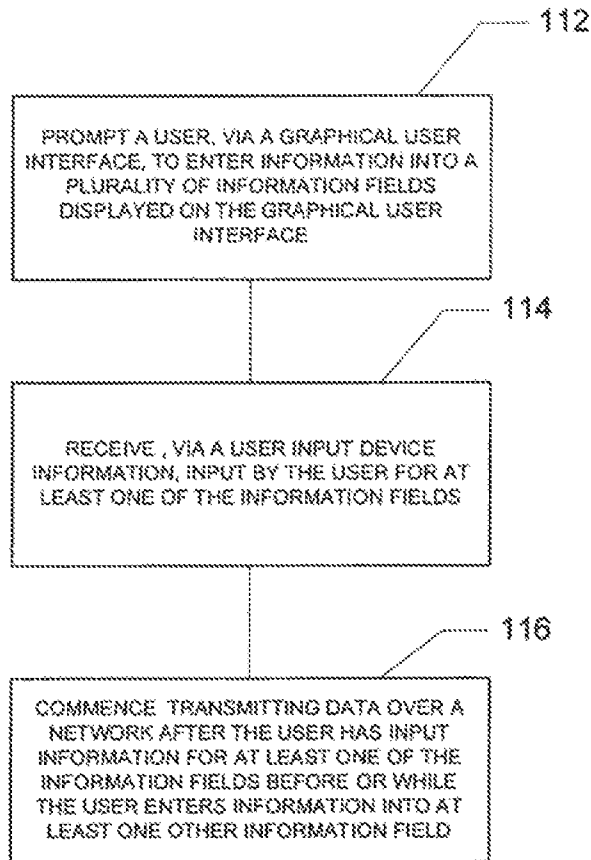 112
PROMPT A USER, VIA A GRAPHICAL USER
INTERFACE, TO ENTER INFORMATION INTO A
PLURALITY OF INFORMATION FIELDS
DISPLAYED ON THE GRAPHICAL USER
INTERFACE
114
RECEIVE , VIA A USER INPUT DEVICE
INFORMATION, INPUT BY THE USER FOR AT
LEAST ONE OF THE INFORMATION FIELDS
116
COMMENCE TRANSMITTING DATA OVER A
NETWORK AFTER THE USER HAS INPUT
INFORMATION FOR AT LEAST ONE OF THE
INFORMATION FIELDS BEFORE OR WHILE
THE USER ENTERS INFORMATION INTO AT
LEAST ONE OTHER INFORMATION FIELD